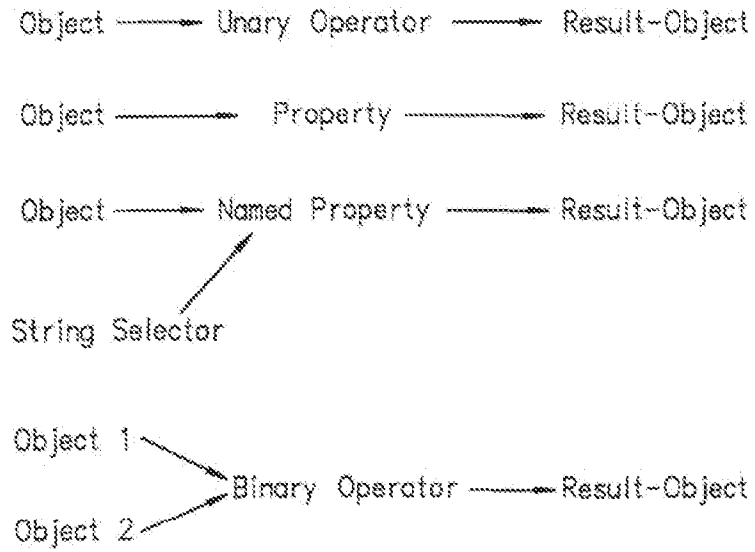 Object Unary Operator Result-Object
Object Property Result-Object
Object Named Property Result-Object
String Selector
Object 1
Binary Operator Result-Object
Object 2